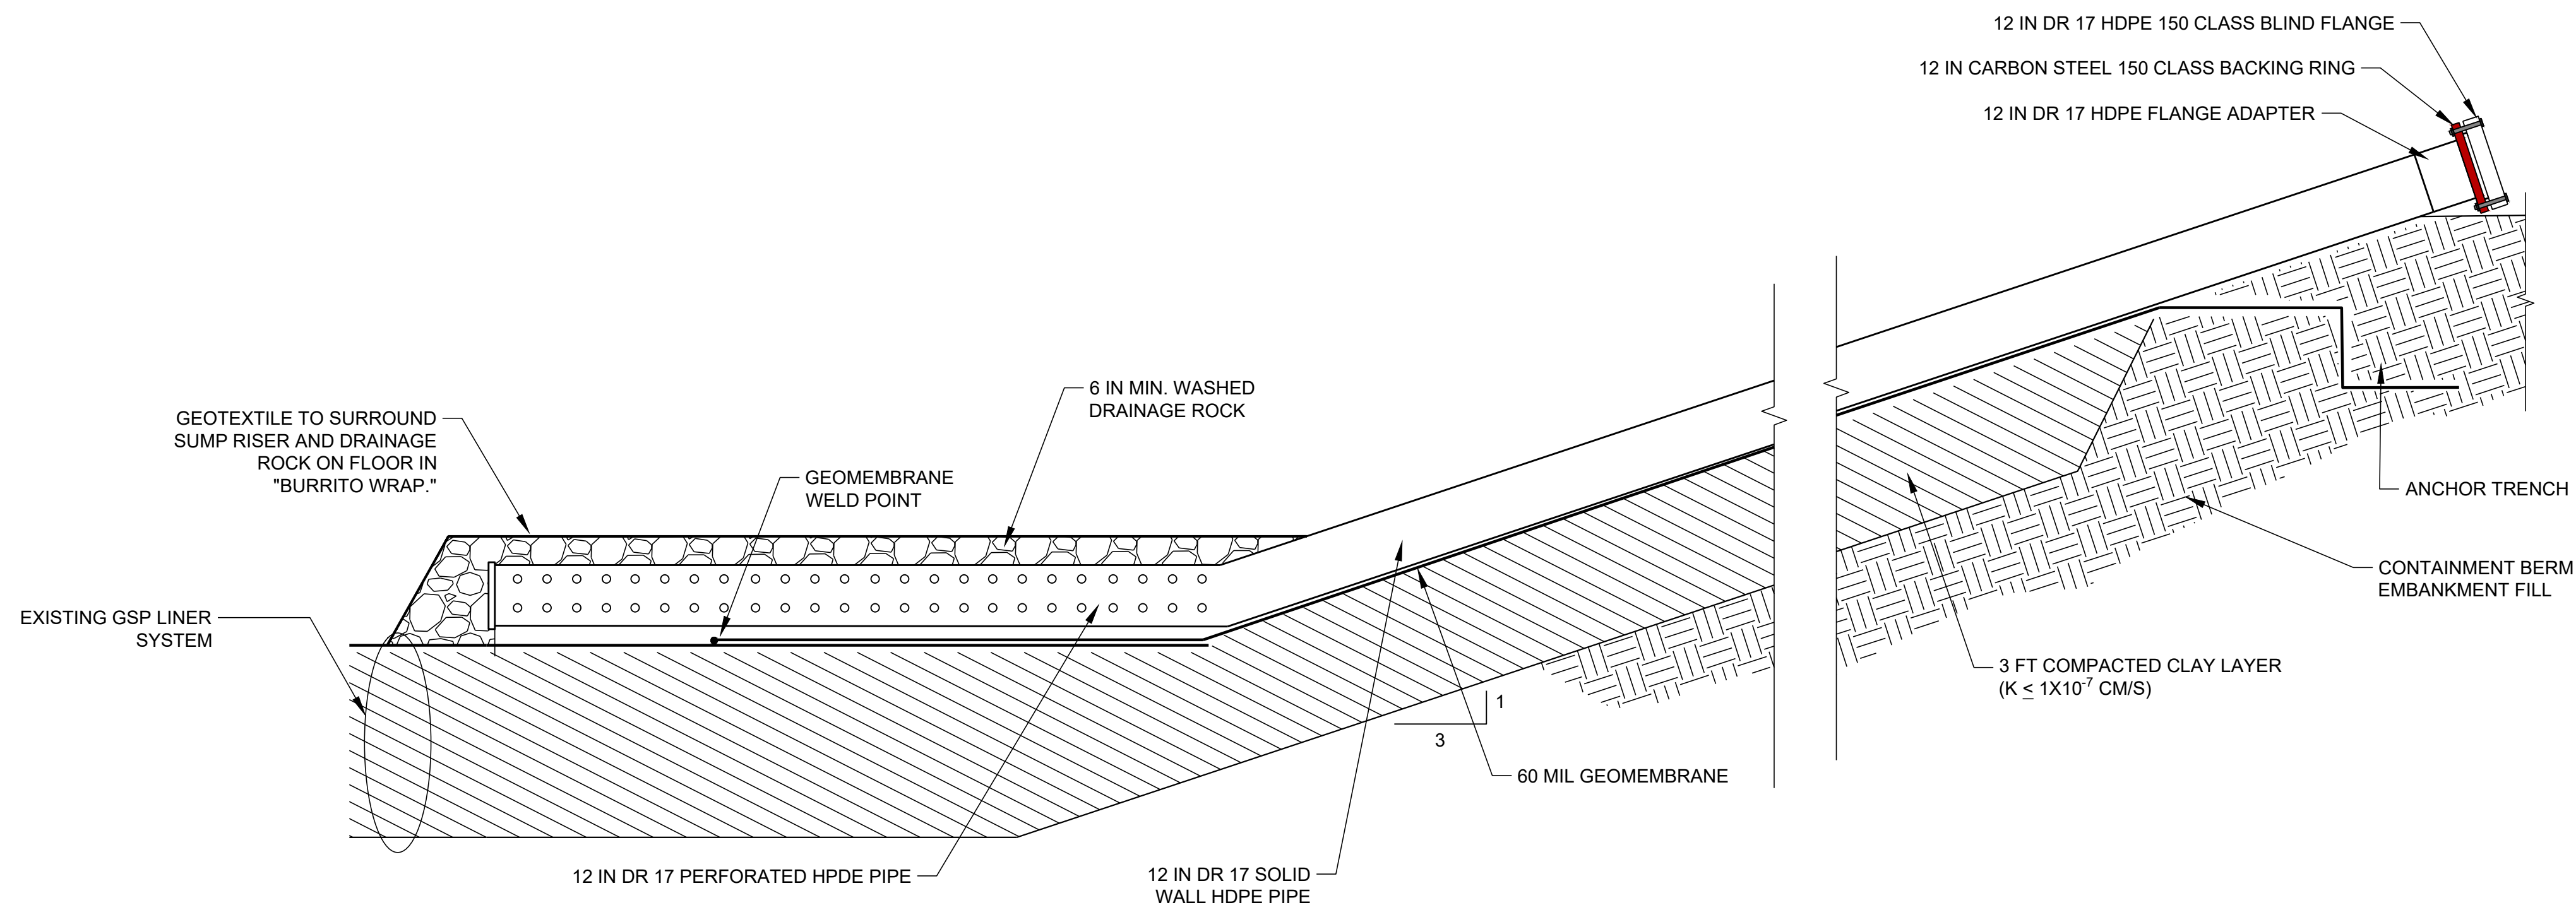 12 IN DR 17 HDPE 150 CLASS BLIND FLANGE
12 IN CARBON STEEL 150 CLASS BACKING RING
12 IN DR 17 HDPE FLANGE ADAPTER
6 IN MIN. WASHED
DRAINAGE ROCK
GEOTEXTILE TO SURROUND
SUMP RISER AND DRAINAGE
ROCK ON FLOOR IN
"BURRITO WRAP."
GEOMEMBRANE
WELD POINT
ANCHOR TRENCH
CONTAINMENT BERM
EMBANKMENT FILL
EXISTING GSP LINER
SYSTEM
3 FT COMPACTED CLAY LAYER
(K ≤ 1X10⁻⁷ CM/S)
1
3
60 MIL GEOMEMBRANE
12 IN DR 17 PERFORATED HPDE PIPE
12 IN DR 17 SOLID
WALL HDPE PIPE